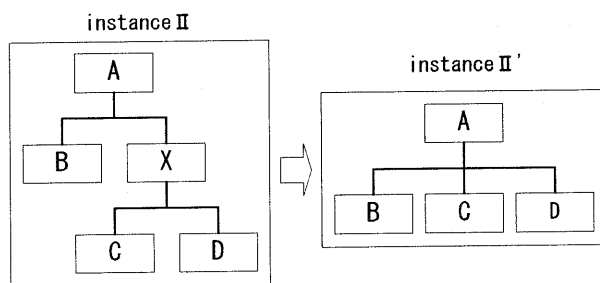 instance Ⅱ
A
B X
C D
instance Ⅱ'
A
B C D